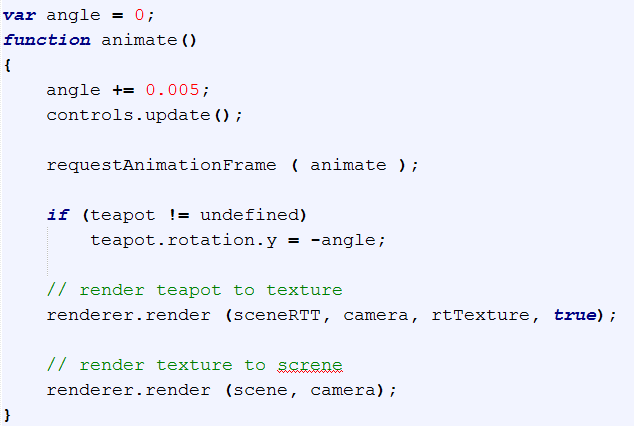 var angle = 0;
function animate()
{
angle += 0.005;
controls.update();
requestAnimationFrame ( animate );
if (teapot != undefined)
teapot.rotation.y = -angle;
// render teapot to texture
renderer.render (sceneRTT, camera, rtTexture, true);
// render texture to screne
renderer.render (scene, camera);
}